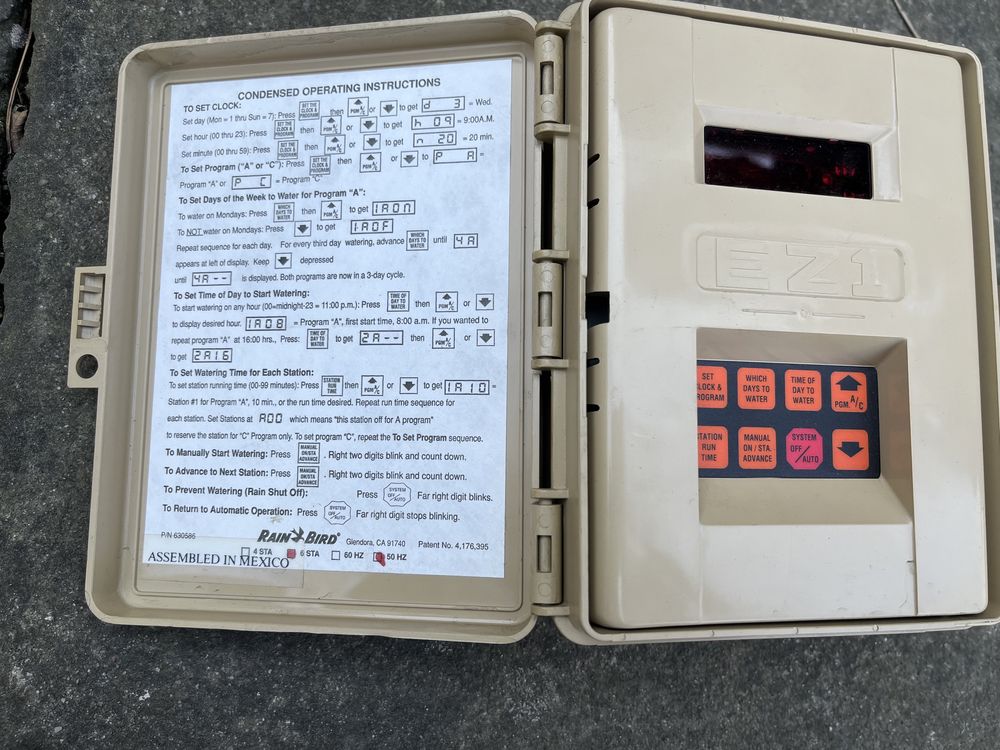 CONDENSED OPERATING INSTRUCTIONS
TO SET CLOCK:
Set day (Mon = 1 thru Sun = 7): Press SET THE CLOCK & PROGRAM then PGM A/C or to get d 3 = Wed.
Set hour (00 thru 23): Press SET THE CLOCK & PROGRAM then PGM A/C or to get h 09 = 9:00A.M.
Set minute (00 thru 59): Press SET THE CLOCK & PROGRAM then PGM A/C or to get n 20 = 20 min.
To Set Program ("A" or "C"): Press SET THE CLOCK & PROGRAM then PGM A/C or to get P A =
Program "A" or P C = Program "C"
To Set Days of the Week to Water for Program "A":
To water on Mondays: Press WHICH DAYS TO WATER then PGM A/C to get 1A0n
To NOT water on Mondays: Press to get 1A0F
Repeat sequence for each day. For every third day watering, advance WHICH DAYS TO WATER until 4A
appears at left of display. Keep depressed
until 4A-- is displayed. Both programs are now in a 3-day cycle.
To Set Time of Day to Start Watering:
To start watering on any hour (00=midnight-23 = 11:00 p.m.): Press TIME OF DAY TO WATER then PGM A/C or
to display desired hour. 1A08 = Program "A", first start time, 8:00 a.m. If you wanted to
repeat program "A" at 16:00 hrs., Press: TIME OF DAY TO WATER to get 2A-- then PGM A/C or
to get 2A16
To Set Watering Time for Each Station:
To set station running time (00-99 minutes): Press STATION RUN TIME then PGM A/C or to get 1A10 =
Station #1 for Program "A", 10 min., or the run time desired. Repeat run time sequence for
each station. Set Stations at A00 which means "this station off for A program"
to reserve the station for "C" Program only. To set program "C", repeat the To Set Program sequence.
To Manually Start Watering: Press MANUAL ON/STA ADVANCE . Right two digits blink and count down.
To Advance to Next Station: Press MANUAL ON/STA ADVANCE . Right two digits blink and count down.
To Prevent Watering (Rain Shut Off): Press SYSTEM OFF/AUTO Far right digit blinks.
To Return to Automatic Operation: Press SYSTEM OFF/AUTO Far right digit stops blinking.
P/N 630586 RAIN BIRD® Glendora, CA 91740 Patent No. 4,176,395
4 STA 6 STA 60 HZ 50 HZ
ASSEMBLED IN MEXICO
EZ1
SET WHICH TIME OF
CLOCK & DAYS TO DAY TO
PROGRAM WATER WATER PGM. A/C
STATION MANUAL SYSTEM
RUN ON / STA. OFF
TIME ADVANCE AUTO